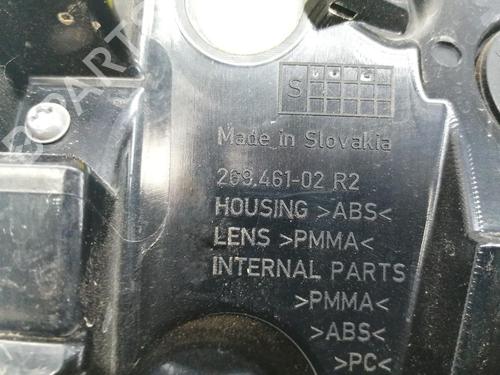 S
Made in Slovakia
269.461-02 R2
HOUSING >ABS<
LENS >PMMA<
INTERNAL PARTS
>PMMA<
>ABS<
>PC<